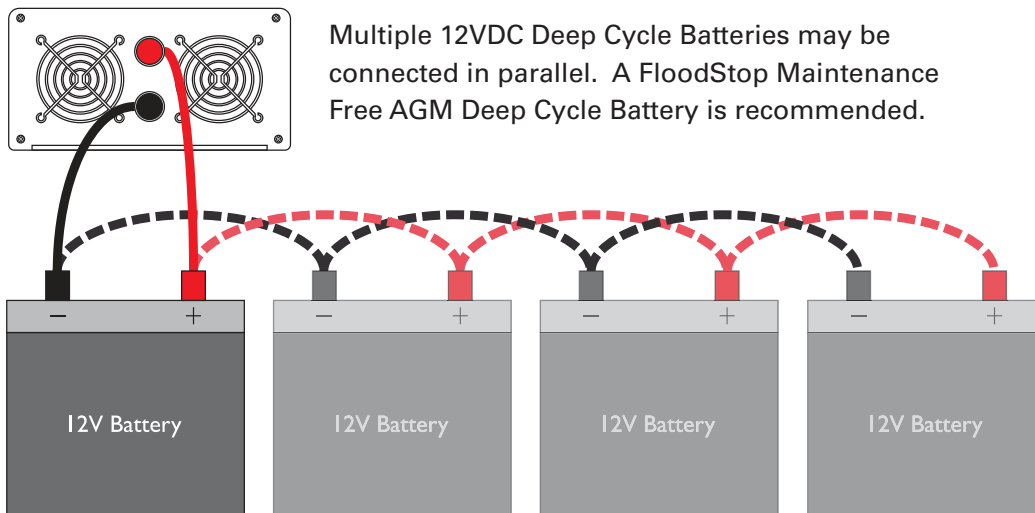 Multiple 12VDC Deep Cycle Batteries may be
connected in parallel.  A FloodStop Maintenance
Free AGM Deep Cycle Battery is recommended.
– + – + – + – +
12V Battery 12V Battery 12V Battery 12V Battery